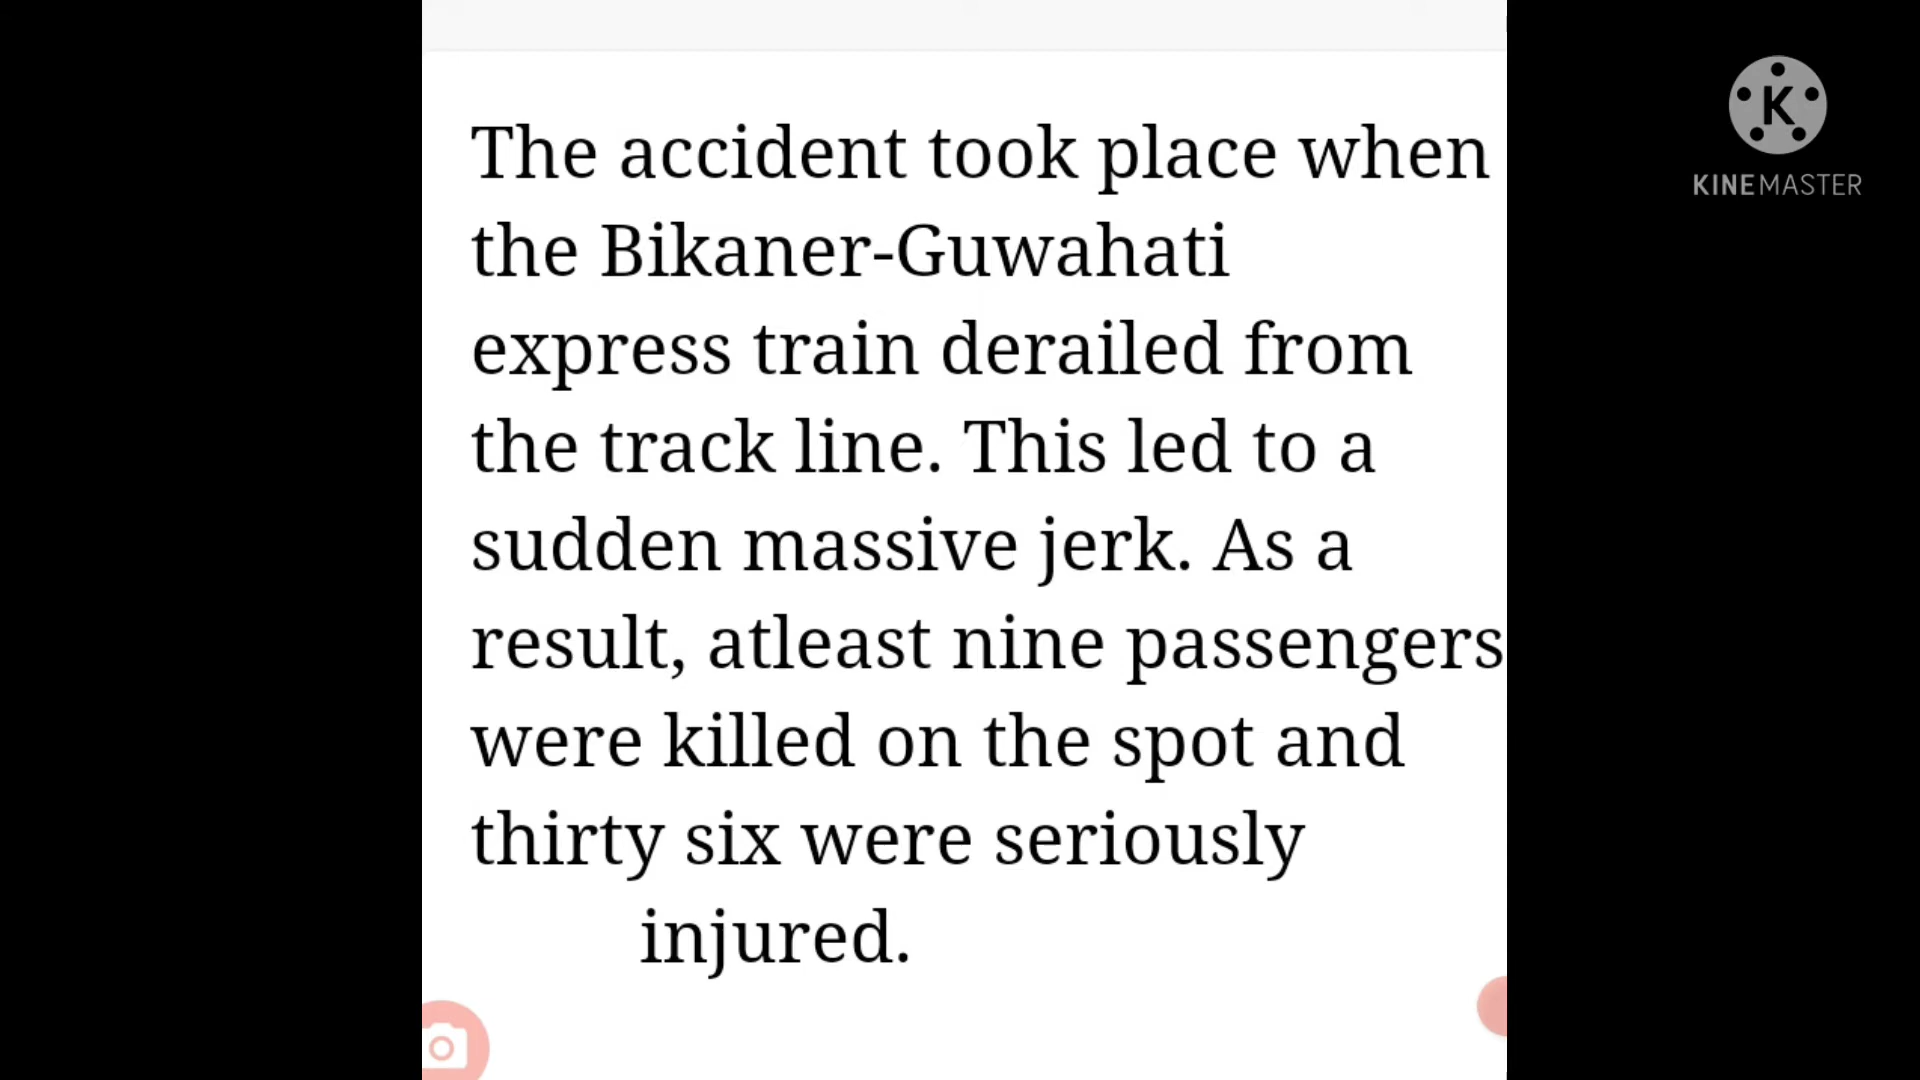 The accident took place when
the Bikaner-Guwahati
express train derailed from
the track line. This led to a
sudden massive jerk. As a
result, atleast nine passengers
were killed on the spot and
thirty six were seriously
injured.
K
KINEMASTER